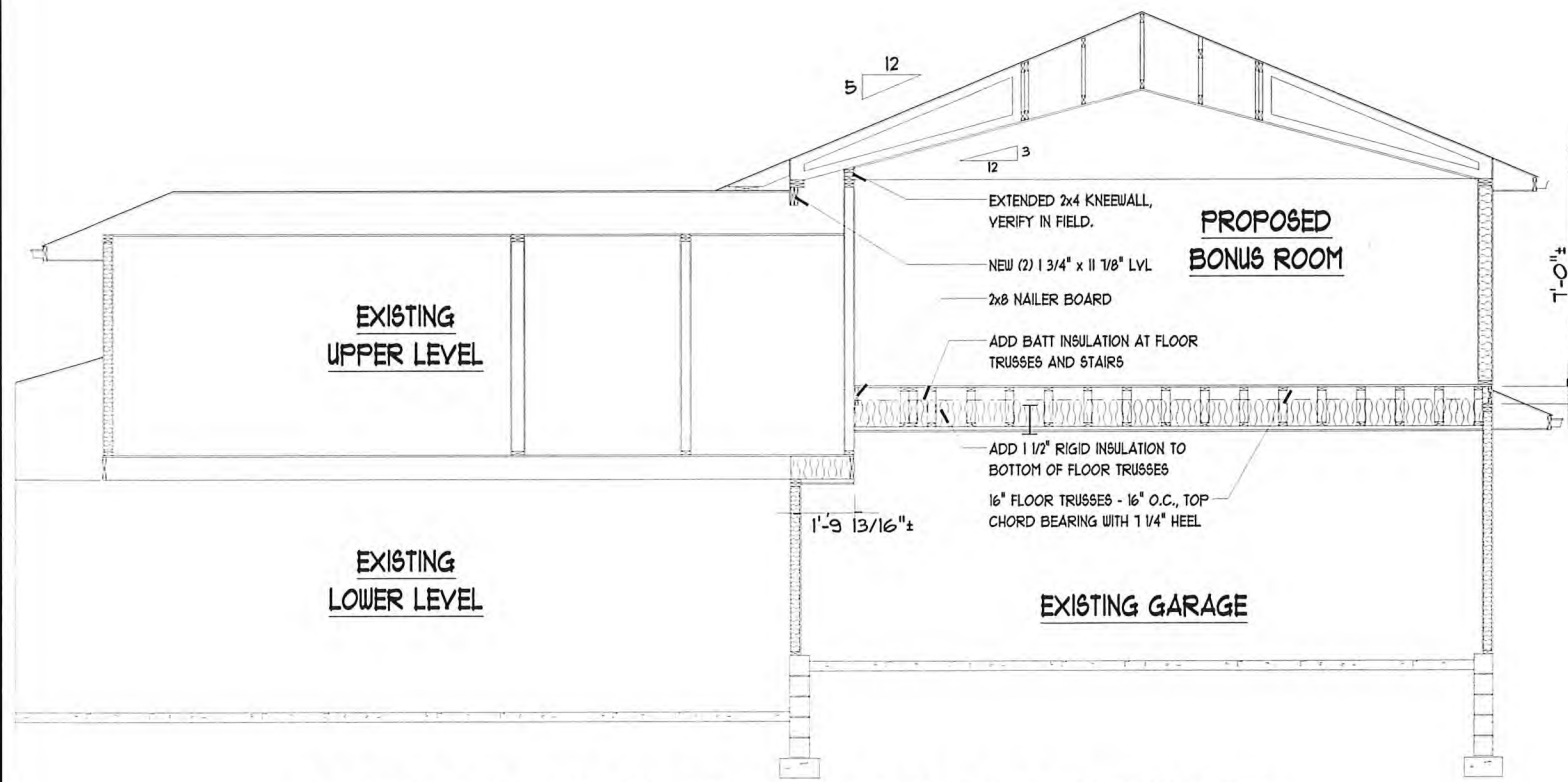 12
5
3
12
EXTENDED 2x4 KNEEWALL,
VERIFY IN FIELD.
PROPOSED
BONUS ROOM
NEW (2) 1 3/4" x 11 7/8" LVL
2x8 NAILER BOARD
7'-0"±
EXISTING
UPPER LEVEL
ADD BATT INSULATION AT FLOOR
TRUSSES AND STAIRS
ADD 1 1/2" RIGID INSULATION TO
BOTTOM OF FLOOR TRUSSES
16" FLOOR TRUSSES - 16" O.C., TOP
CHORD BEARING WITH 7 1/4" HEEL
1'-9 13/16"±
EXISTING
LOWER LEVEL
EXISTING GARAGE